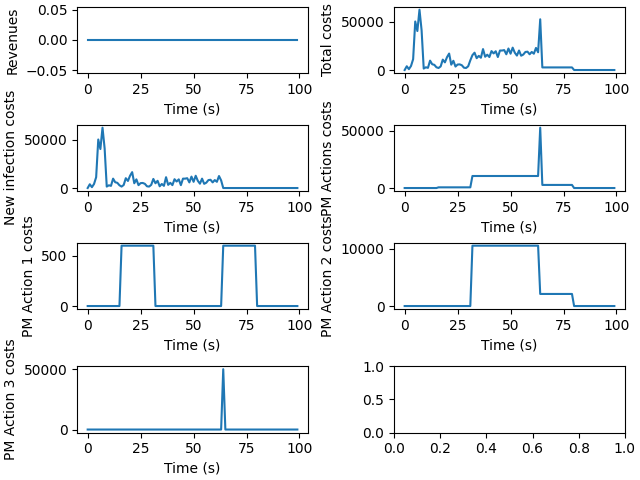 Revenues
0.05
0.00
−0.05
0 25 50 75 100
Time (s)
Total costs
50000
0
0 25 50 75 100
Time (s)
New infection costs
50000
0
0 25 50 75 100
Time (s)
PM Actions costs
50000
0
0 25 50 75 100
Time (s)
PM Action 1 costs
500
0
0 25 50 75 100
Time (s)
PM Action 2 costs
10000
0
0 25 50 75 100
Time (s)
PM Action 3 costs
50000
0
0 25 50 75 100
Time (s)
1.0
0.5
0.0
0.0 0.2 0.4 0.6 0.8 1.0